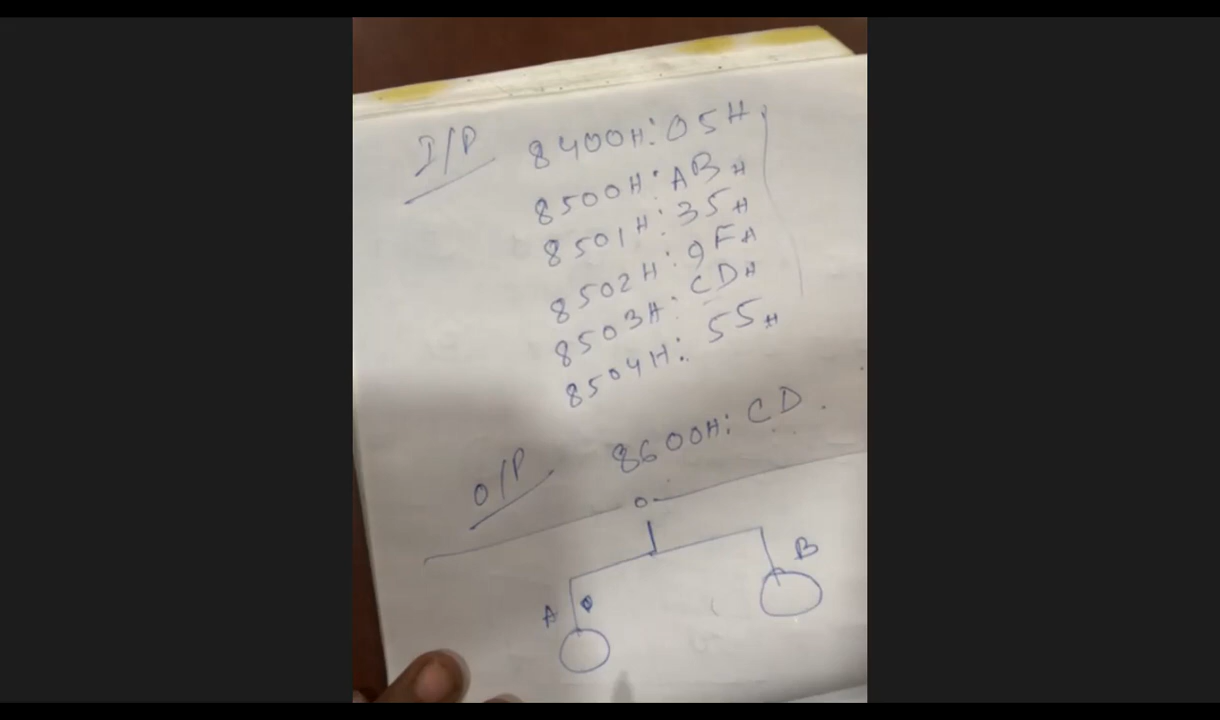 I/P
8400H: 05H
8500H: ABH
8501H: 35H
8502H: 9FH
8503H: CDH
8504H: 55H
O/P
8600H: CD.
A
B